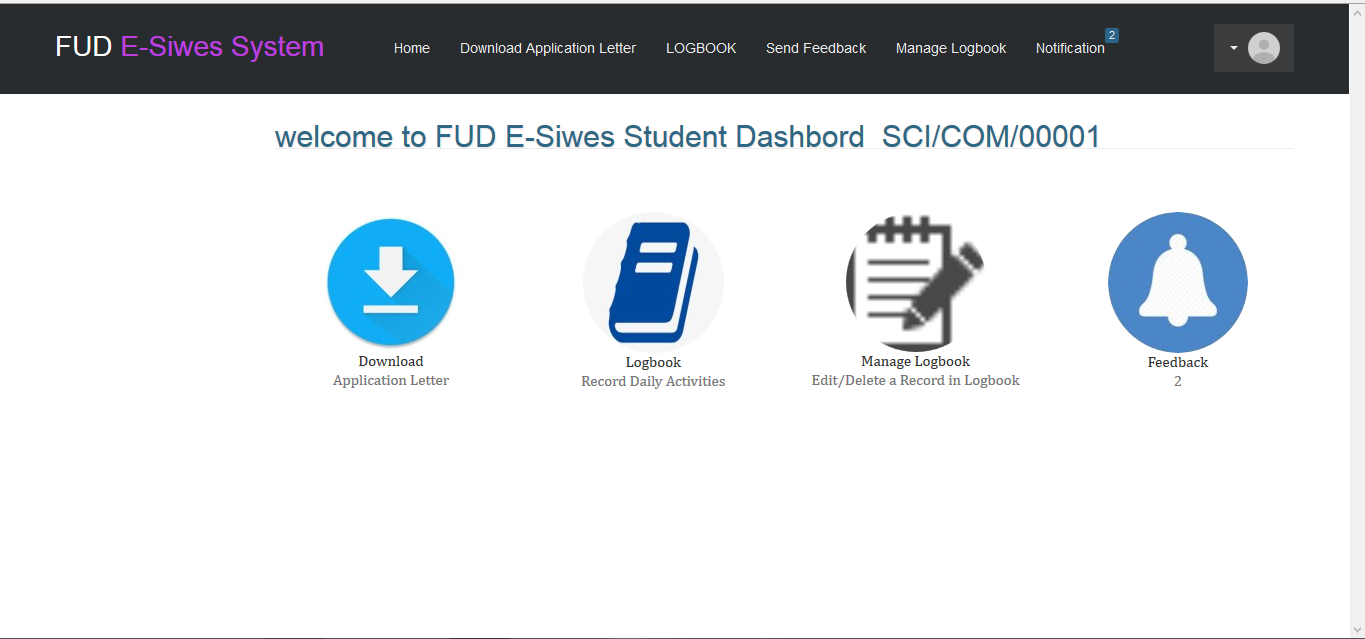 FUD E-Siwes System
Home
Download Application Letter
LOGBOOK
Send Feedback
Manage Logbook
Notification 2
welcome to FUD E-Siwes Student Dashbord SCI/COM/00001
Download
Application Letter
Logbook
Record Daily Activities
Manage Logbook
Edit/Delete a Record in Logbook
Feedback
2